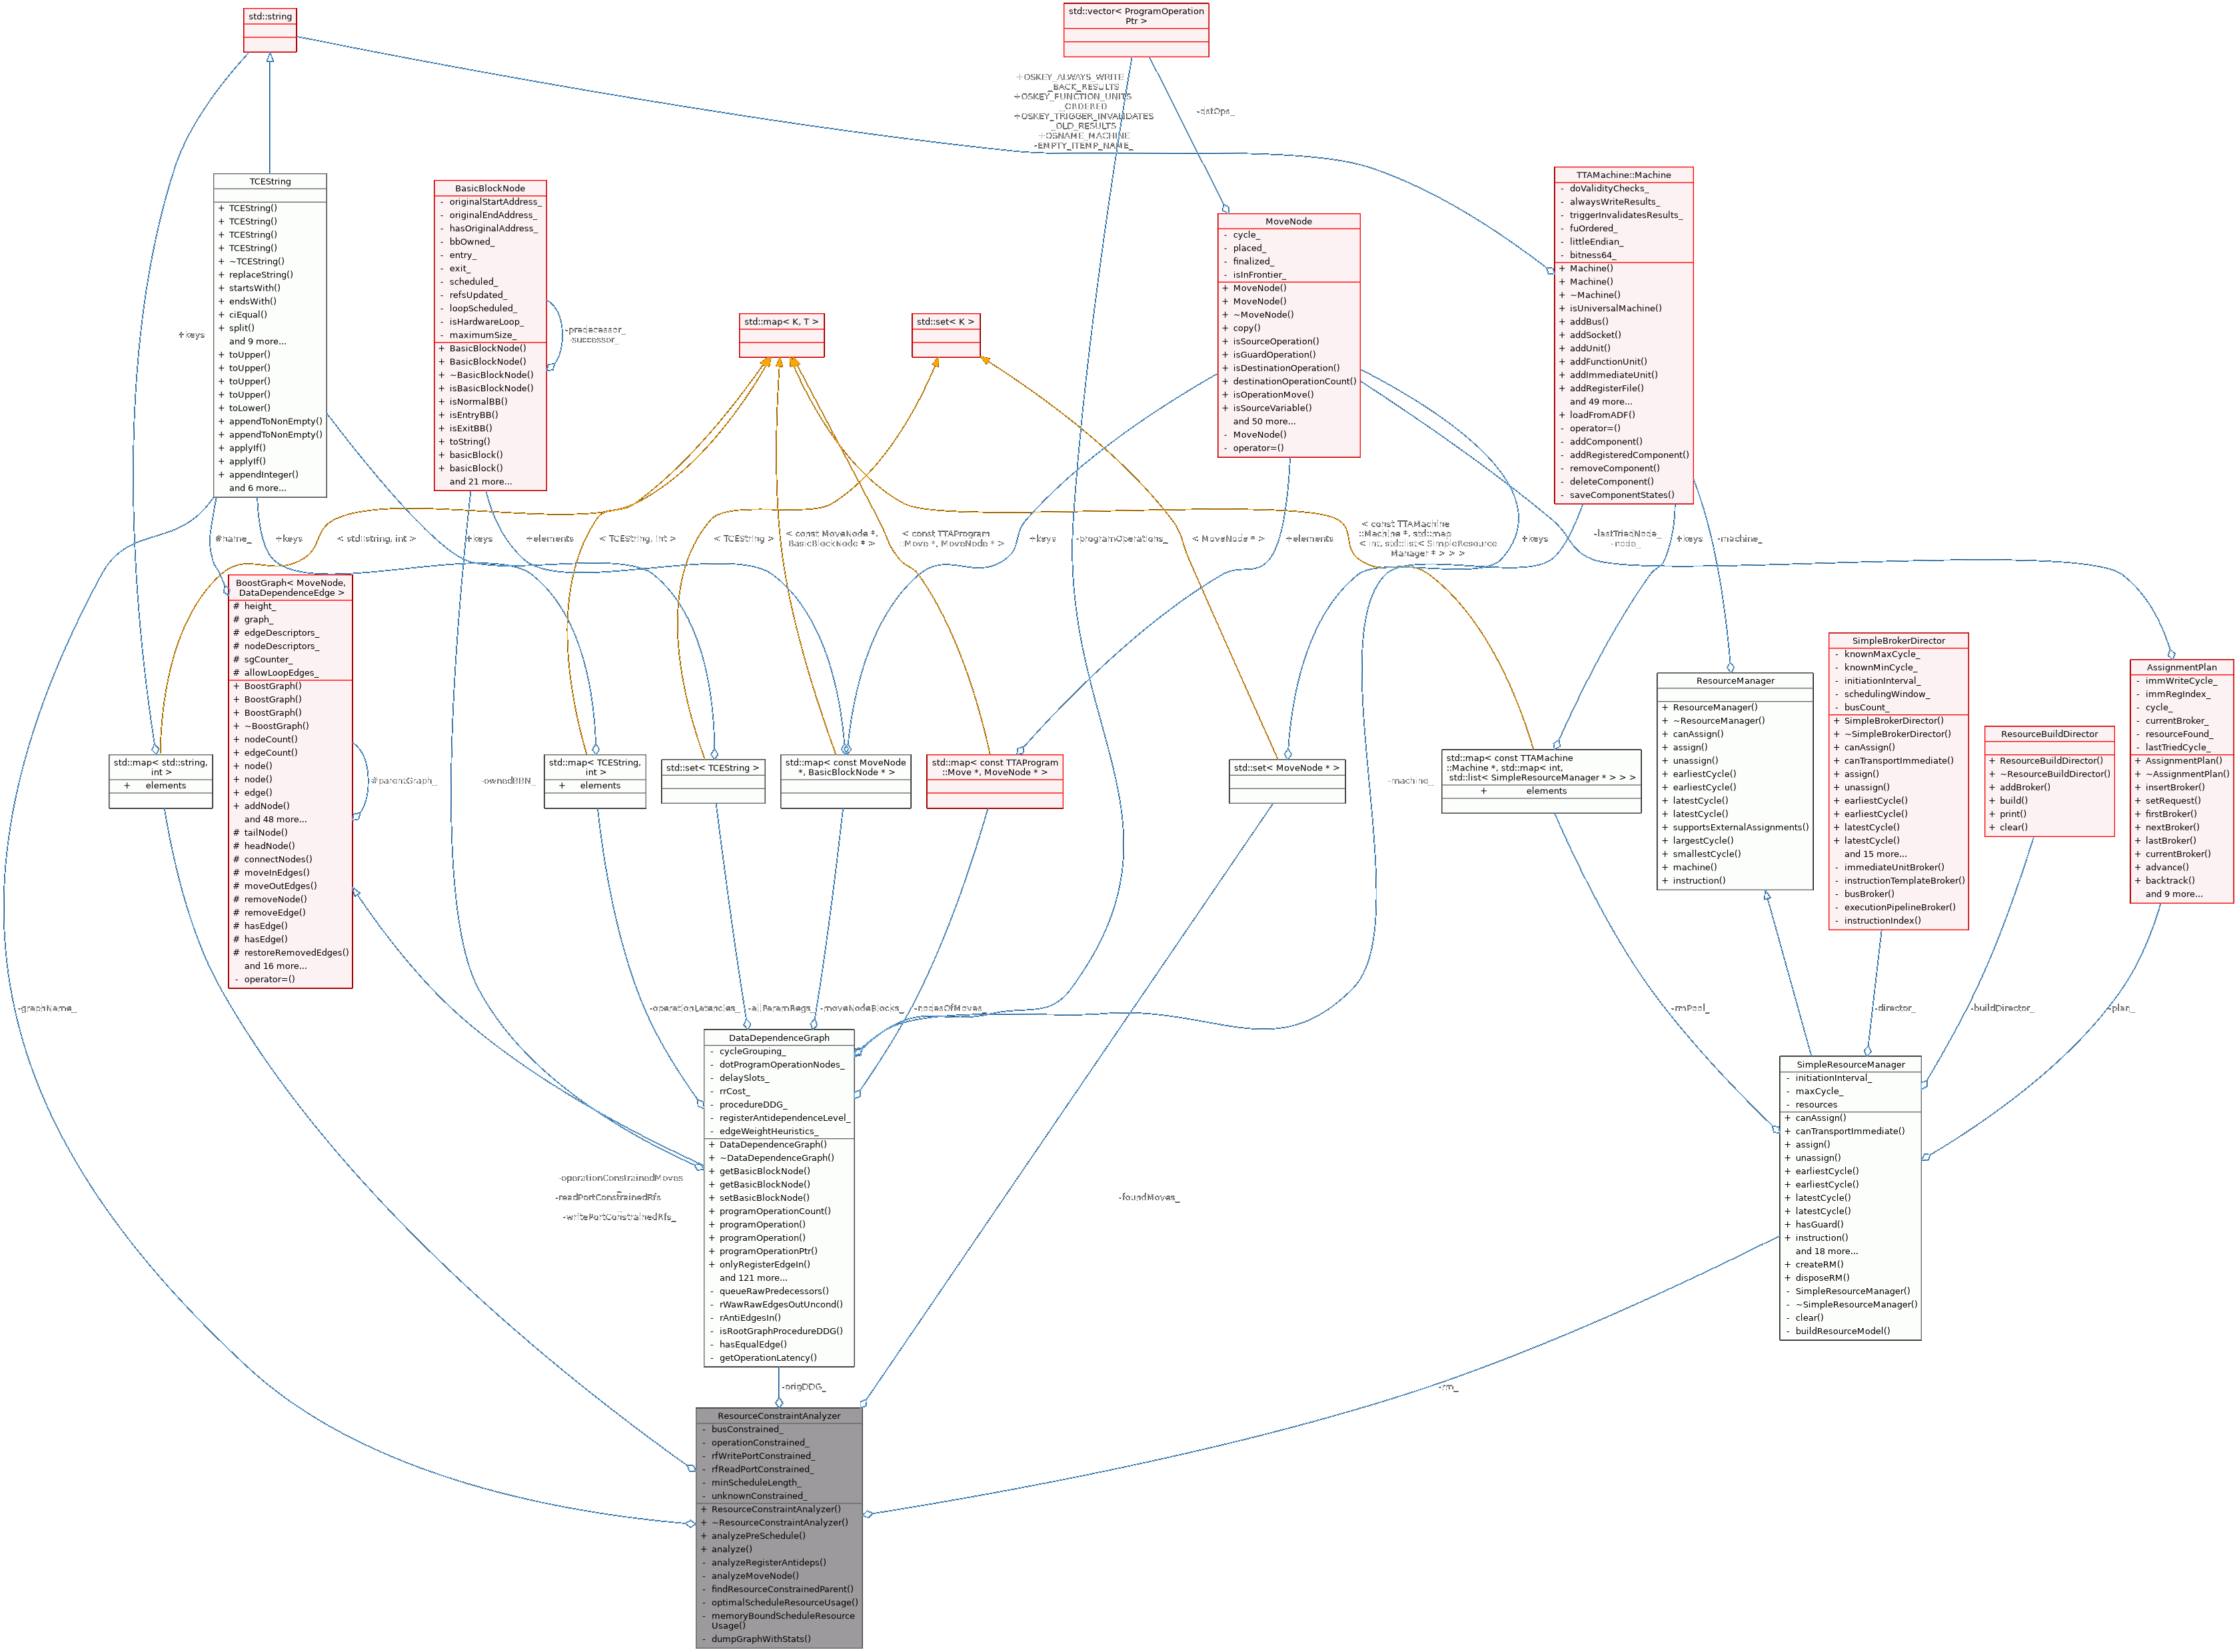 std::string
std::vector< ProgramOperation
Ptr >
+OSKEY_ALWAYS_WRITE
_BACK_RESULTS
+OSKEY_FUNCTION_UNITS
_ORDERED
+OSKEY_TRIGGER_INVALIDATES
_OLD_RESULTS
+OSNAME_MACHINE
-EMPTY_ITEMP_NAME_
-dstOps_
TCEString
+ TCEString()
+ TCEString()
+ TCEString()
+ TCEString()
+ ~TCEString()
+ replaceString()
+ startsWith()
+ endsWith()
+ ciEqual()
+ split()
and 9 more...
+ toUpper()
+ toUpper()
+ toUpper()
+ toUpper()
+ toLower()
+ appendToNonEmpty()
+ appendToNonEmpty()
+ applyIf()
+ applyIf()
+ appendInteger()
and 6 more...
BasicBlockNode
- originalStartAddress_
- originalEndAddress_
- hasOriginalAddress_
- bbOwned_
- entry_
- exit_
- scheduled_
- refsUpdated_
- loopScheduled_
- isHardwareLoop_
- maximumSize_
+ BasicBlockNode()
+ BasicBlockNode()
+ ~BasicBlockNode()
+ isBasicBlockNode()
+ isNormalBB()
+ isEntryBB()
+ isExitBB()
+ toString()
+ basicBlock()
+ basicBlock()
and 21 more...
-predecessor_
-successor_
std::map< K, T >
std::set< K >
MoveNode
- cycle_
- placed_
- finalized_
- isInFrontier_
+ MoveNode()
+ MoveNode()
+ ~MoveNode()
+ copy()
+ isSourceOperation()
+ isGuardOperation()
+ isDestinationOperation()
+ destinationOperationCount()
+ isOperationMove()
+ isSourceVariable()
and 50 more...
- MoveNode()
- operator=()
TTAMachine::Machine
- doValidityChecks_
- alwaysWriteResults_
- triggerInvalidatesResults_
- fuOrdered_
- littleEndian_
- bitness64_
+ Machine()
+ Machine()
+ ~Machine()
+ isUniversalMachine()
+ addBus()
+ addSocket()
+ addUnit()
+ addFunctionUnit()
+ addImmediateUnit()
+ addRegisterFile()
and 49 more...
+ loadFromADF()
- operator=()
- addComponent()
- addRegisteredComponent()
- removeComponent()
- deleteComponent()
- saveComponentStates()
+keys
#name_
+keys
< std::string, int >
+keys
+elements
< TCEString, int >
< TCEString >
< const MoveNode *,
BasicBlockNode * >
< const TTAProgram
::Move *, MoveNode * >
+keys
-programOperations_
< MoveNode * >
+elements
< const TTAMachine
::Machine *, std::map
< int, std::list< SimpleResource
Manager * > > >
+keys
-lastTriedNode_
-node_
+keys
-machine_
BoostGraph< MoveNode,
DataDependenceEdge >
# height_
# graph_
# edgeDescriptors_
# nodeDescriptors_
# sgCounter_
# allowLoopEdges_
+ BoostGraph()
+ BoostGraph()
+ BoostGraph()
+ ~BoostGraph()
+ nodeCount()
+ edgeCount()
+ node()
+ node()
+ edge()
+ addNode()
and 48 more...
# tailNode()
# headNode()
# connectNodes()
# moveInEdges()
# moveOutEdges()
# removeNode()
# removeEdge()
# hasEdge()
# hasEdge()
# restoreRemovedEdges()
and 16 more...
- operator=()
#parentGraph_
std::map< std::string,
int >
+ elements
-ownedBBN_
std::map< TCEString,
int >
+ elements
std::set< TCEString >
std::map< const MoveNode
*, BasicBlockNode * >
std::map< const TTAProgram
::Move *, MoveNode * >
std::set< MoveNode * >
-machine_
std::map< const TTAMachine
::Machine *, std::map< int,
std::list< SimpleResourceManager * > > >
+ elements
ResourceManager
+ ResourceManager()
+ ~ResourceManager()
+ canAssign()
+ assign()
+ unassign()
+ earliestCycle()
+ earliestCycle()
+ latestCycle()
+ latestCycle()
+ supportsExternalAssignments()
+ largestCycle()
+ smallestCycle()
+ machine()
+ instruction()
SimpleBrokerDirector
- knownMaxCycle_
- knownMinCycle_
- initiationInterval_
- schedulingWindow_
- busCount_
+ SimpleBrokerDirector()
+ ~SimpleBrokerDirector()
+ canAssign()
+ canTransportImmediate()
+ assign()
+ unassign()
+ earliestCycle()
+ earliestCycle()
+ latestCycle()
+ latestCycle()
and 15 more...
- immediateUnitBroker()
- instructionTemplateBroker()
- busBroker()
- executionPipelineBroker()
- instructionIndex()
ResourceBuildDirector
+ ResourceBuildDirector()
+ ~ResourceBuildDirector()
+ addBroker()
+ build()
+ print()
+ clear()
AssignmentPlan
- immWriteCycle_
- immRegIndex_
- cycle_
- currentBroker_
- resourceFound_
- lastTriedCycle_
+ AssignmentPlan()
+ ~AssignmentPlan()
+ insertBroker()
+ setRequest()
+ firstBroker()
+ nextBroker()
+ lastBroker()
+ currentBroker()
+ advance()
+ backtrack()
and 9 more...
-graphName_
-operationLatencies_
-allParamRegs_
-moveNodeBlocks_
-nodesOfMoves_
-rmPool_
-director_
-buildDirector_
-plan_
DataDependenceGraph
- cycleGrouping_
- dotProgramOperationNodes_
- delaySlots_
- rrCost_
- procedureDDG_
- registerAntidependenceLevel_
- edgeWeightHeuristics_
+ DataDependenceGraph()
+ ~DataDependenceGraph()
+ getBasicBlockNode()
+ getBasicBlockNode()
+ setBasicBlockNode()
+ programOperationCount()
+ programOperation()
+ programOperation()
+ programOperationPtr()
+ onlyRegisterEdgeIn()
and 121 more...
- queueRawPredecessors()
- rWawRawEdgesOutUncond()
- rAntiEdgesIn()
- isRootGraphProcedureDDG()
- hasEqualEdge()
- getOperationLatency()
SimpleResourceManager
- initiationInterval_
- maxCycle_
- resources
+ canAssign()
+ canTransportImmediate()
+ assign()
+ unassign()
+ earliestCycle()
+ earliestCycle()
+ latestCycle()
+ latestCycle()
+ hasGuard()
+ instruction()
and 18 more...
+ createRM()
+ disposeRM()
- SimpleResourceManager()
- ~SimpleResourceManager()
- clear()
- buildResourceModel()
-operationConstrainedMoves
_
-readPortConstrainedRfs
_
-writePortConstrainedRfs_
-foundMoves_
-origDDG_
-rm_
ResourceConstraintAnalyzer
- busConstrained_
- operationConstrained_
- rfWritePortConstrained_
- rfReadPortConstrained_
- minScheduleLength_
- unknownConstrained_
+ ResourceConstraintAnalyzer()
+ ~ResourceConstraintAnalyzer()
+ analyzePreSchedule()
+ analyze()
- analyzeRegisterAntideps()
- analyzeMoveNode()
- findResourceConstrainedParent()
- optimalScheduleResourceUsage()
- memoryBoundScheduleResource
Usage()
- dumpGraphWithStats()